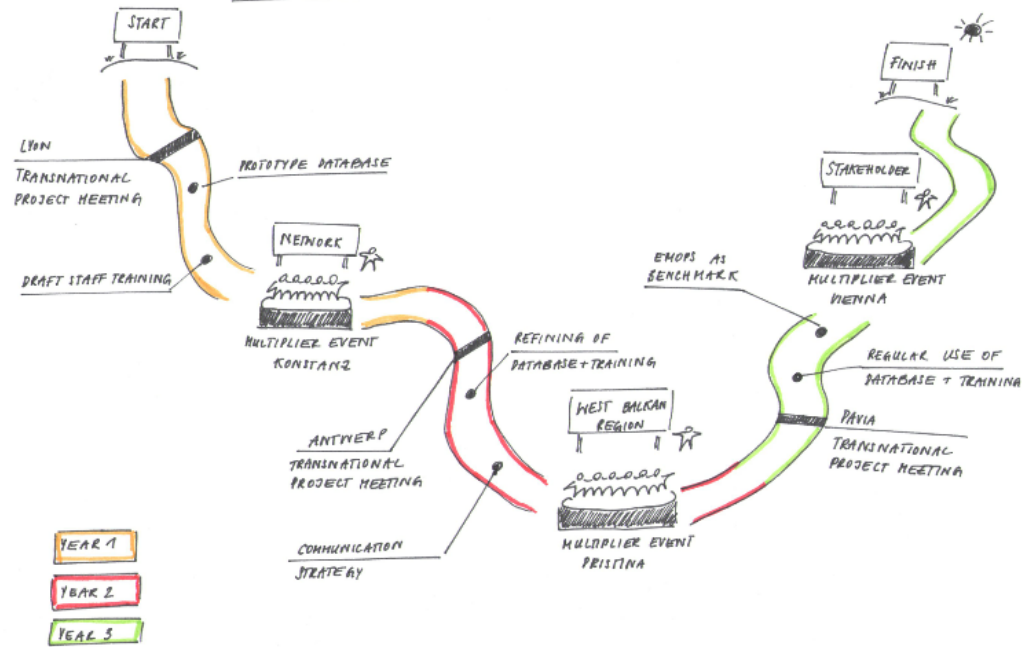 START
LYON
TRANSNATIONAL
PROJECT MEETING
PROTOTYPE DATABASE
DRAFT STAFF TRAINING
NETWORK
MULTIPLIER EVENT
KONSTANZ
REFINING OF
DATABASE + TRAINING
ANTWERP
TRANSNATIONAL
PROJECT MEETING
COMMUNICATION
STRATEGY
WEST BALKAN
REGION
MULTIPLIER EVENT
PRISTINA
PAVIA
TRANSNATIONAL
PROJECT MEETING
REGULAR USE OF
DATABASE + TRAINING
EMOPS AS
BENCHMARK
STAKEHOLDER
MULTIPLIER EVENT
VIENNA
FINISH
YEAR 1
YEAR 2
YEAR 3